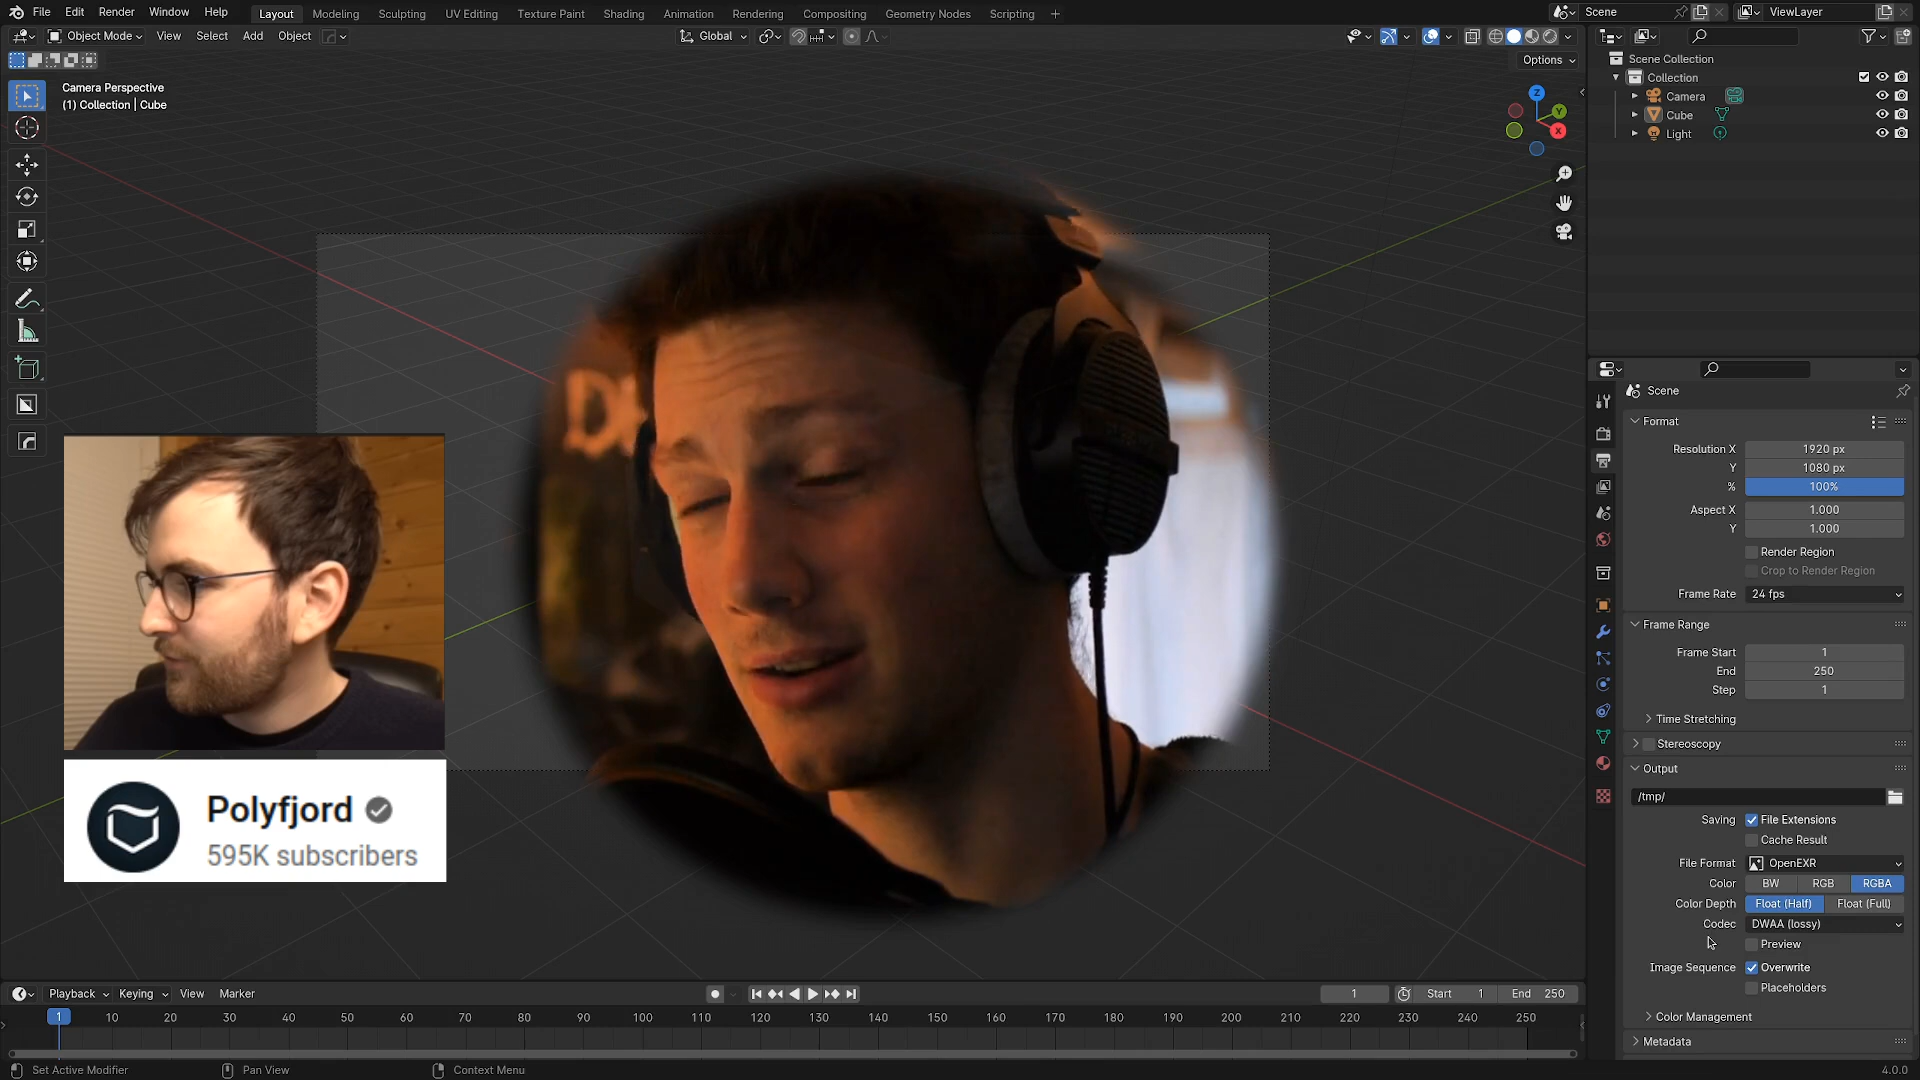 File Edit Render Window Help
Layout Modeling Sculpting UV Editing Texture Paint Shading Animation Rendering Compositing Geometry Nodes Scripting +
Scene
ViewLayer
Object Mode View Select Add Object
Global
Options
Camera Perspective
(1) Collection | Cube
Z
Y
X
Scene Collection
Collection
Camera
Cube
Light
Scene
Format
Resolution X 1920 px
Y 1080 px
% 100%
Aspect X 1.000
Y 1.000
Render Region
Crop to Render Region
Frame Rate 24 fps
Frame Range
Frame Start 1
End 250
Step 1
Time Stretching
Stereoscopy
Output
/tmp/
Saving File Extensions
Cache Result
File Format OpenEXR
Color BW RGB RGBA
Color Depth Float (Half) Float (Full)
Codec DWAA (lossy)
Preview
Image Sequence Overwrite
Placeholders
Color Management
Metadata
Polyfjord
595K subscribers
Playback Keying View Marker
1 Start 1 End 250
1 10 20 30 40 50 60 70 80 90 100 110 120 130 140 150 160 170 180 190 200 210 220 230 240 250
Set Active Modifier Pan View Context Menu
4.0.0